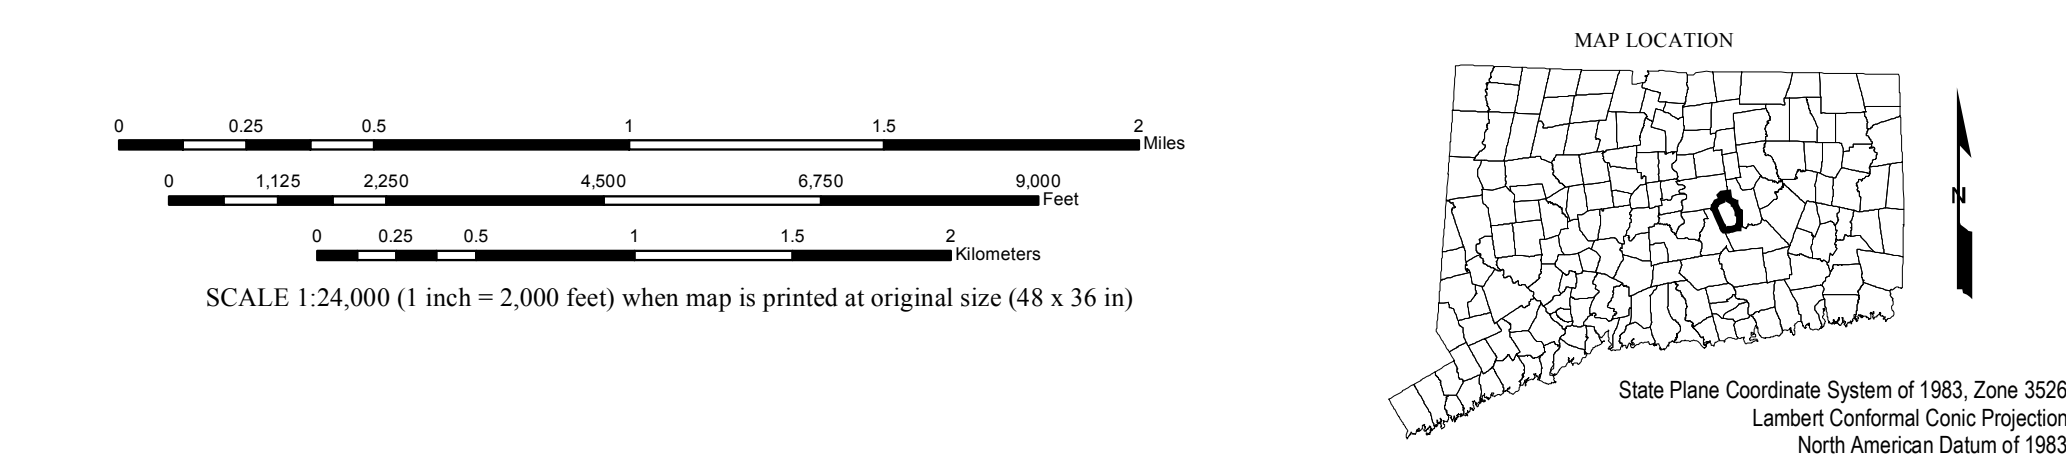 MAP LOCATION
0 0.25 0.5 1 1.5 2
Miles
0 1,125 2,250 4,500 6,750 9,000
Feet
0 0.25 0.5 1 1.5 2
Kilometers
SCALE 1:24,000 (1 inch = 2,000 feet) when map is printed at original size (48 x 36 in)
N
State Plane Coordinate System of 1983, Zone 3526
Lambert Conformal Conic Projection
North American Datum of 1983